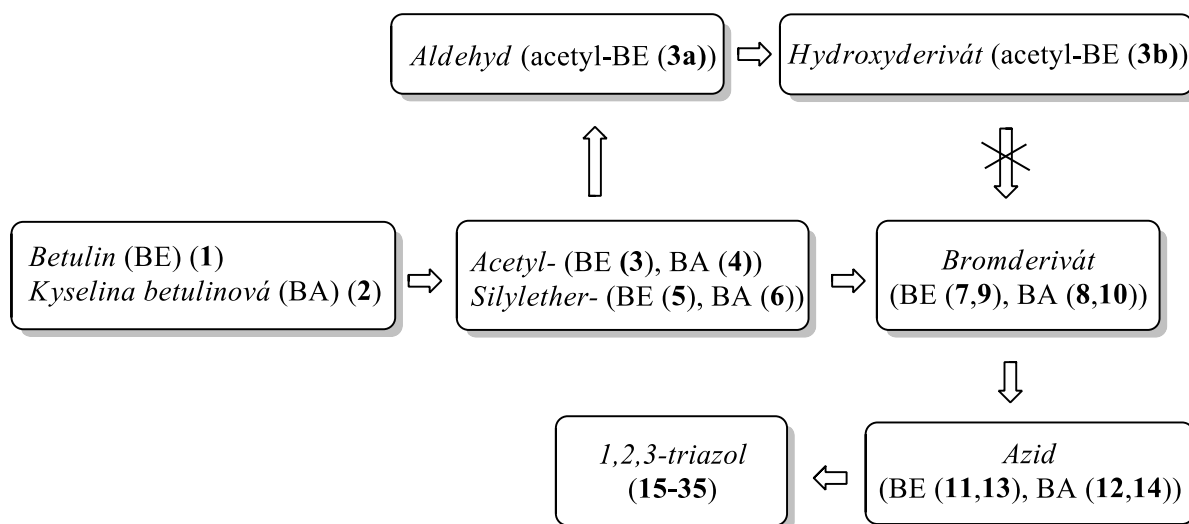 Aldehyd (acetyl-BE (3a))
Hydroxyderivát (acetyl-BE (3b))
Betulin (BE) (1)
Kyselina betulinová (BA) (2)
Acetyl- (BE (3), BA (4))
Silylether- (BE (5), BA (6))
Bromderivát
(BE (7,9), BA (8,10))
1,2,3-triazol
(15-35)
Azid
(BE (11,13), BA (12,14))